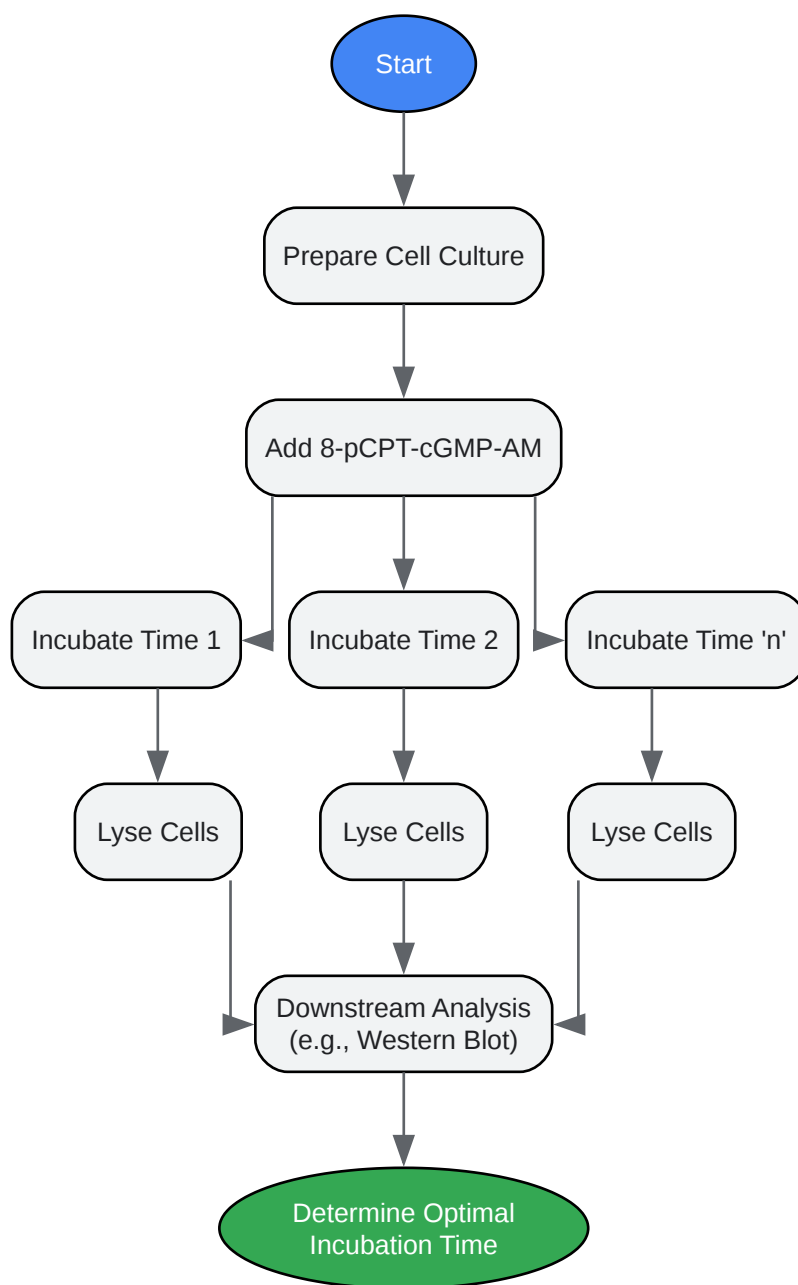 Start
Prepare Cell Culture
Add 8-pCPT-cGMP-AM
Incubate Time 1
Incubate Time 2
Incubate Time 'n'
Lyse Cells
Lyse Cells
Lyse Cells
Downstream Analysis
(e.g., Western Blot)
Determine Optimal
Incubation Time